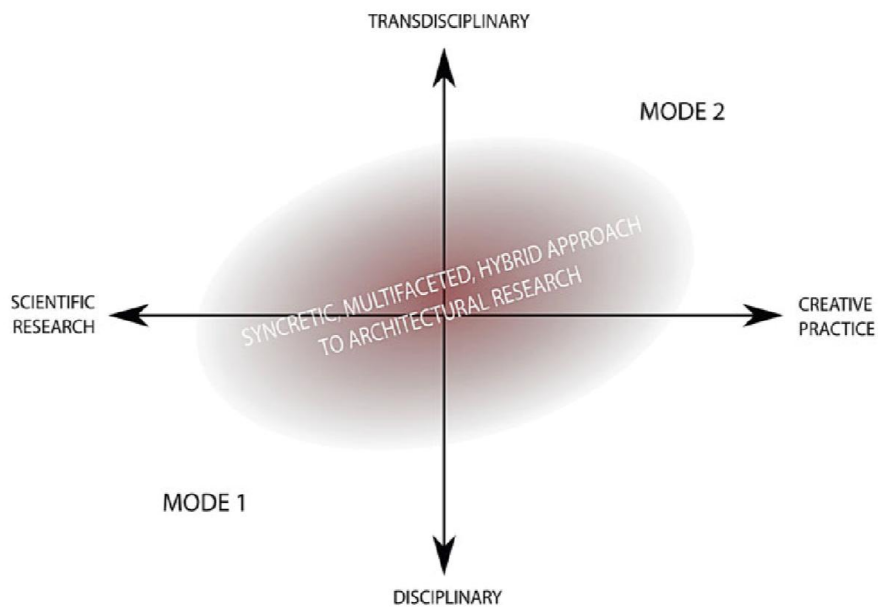 TRANSDISCIPLINARY
MODE 2
SYNCRETIC, MULTIFACETED, HYBRID APPROACH
TO ARCHITECTURAL RESEARCH
SCIENTIFIC
RESEARCH
CREATIVE
PRACTICE
MODE 1
DISCIPLINARY